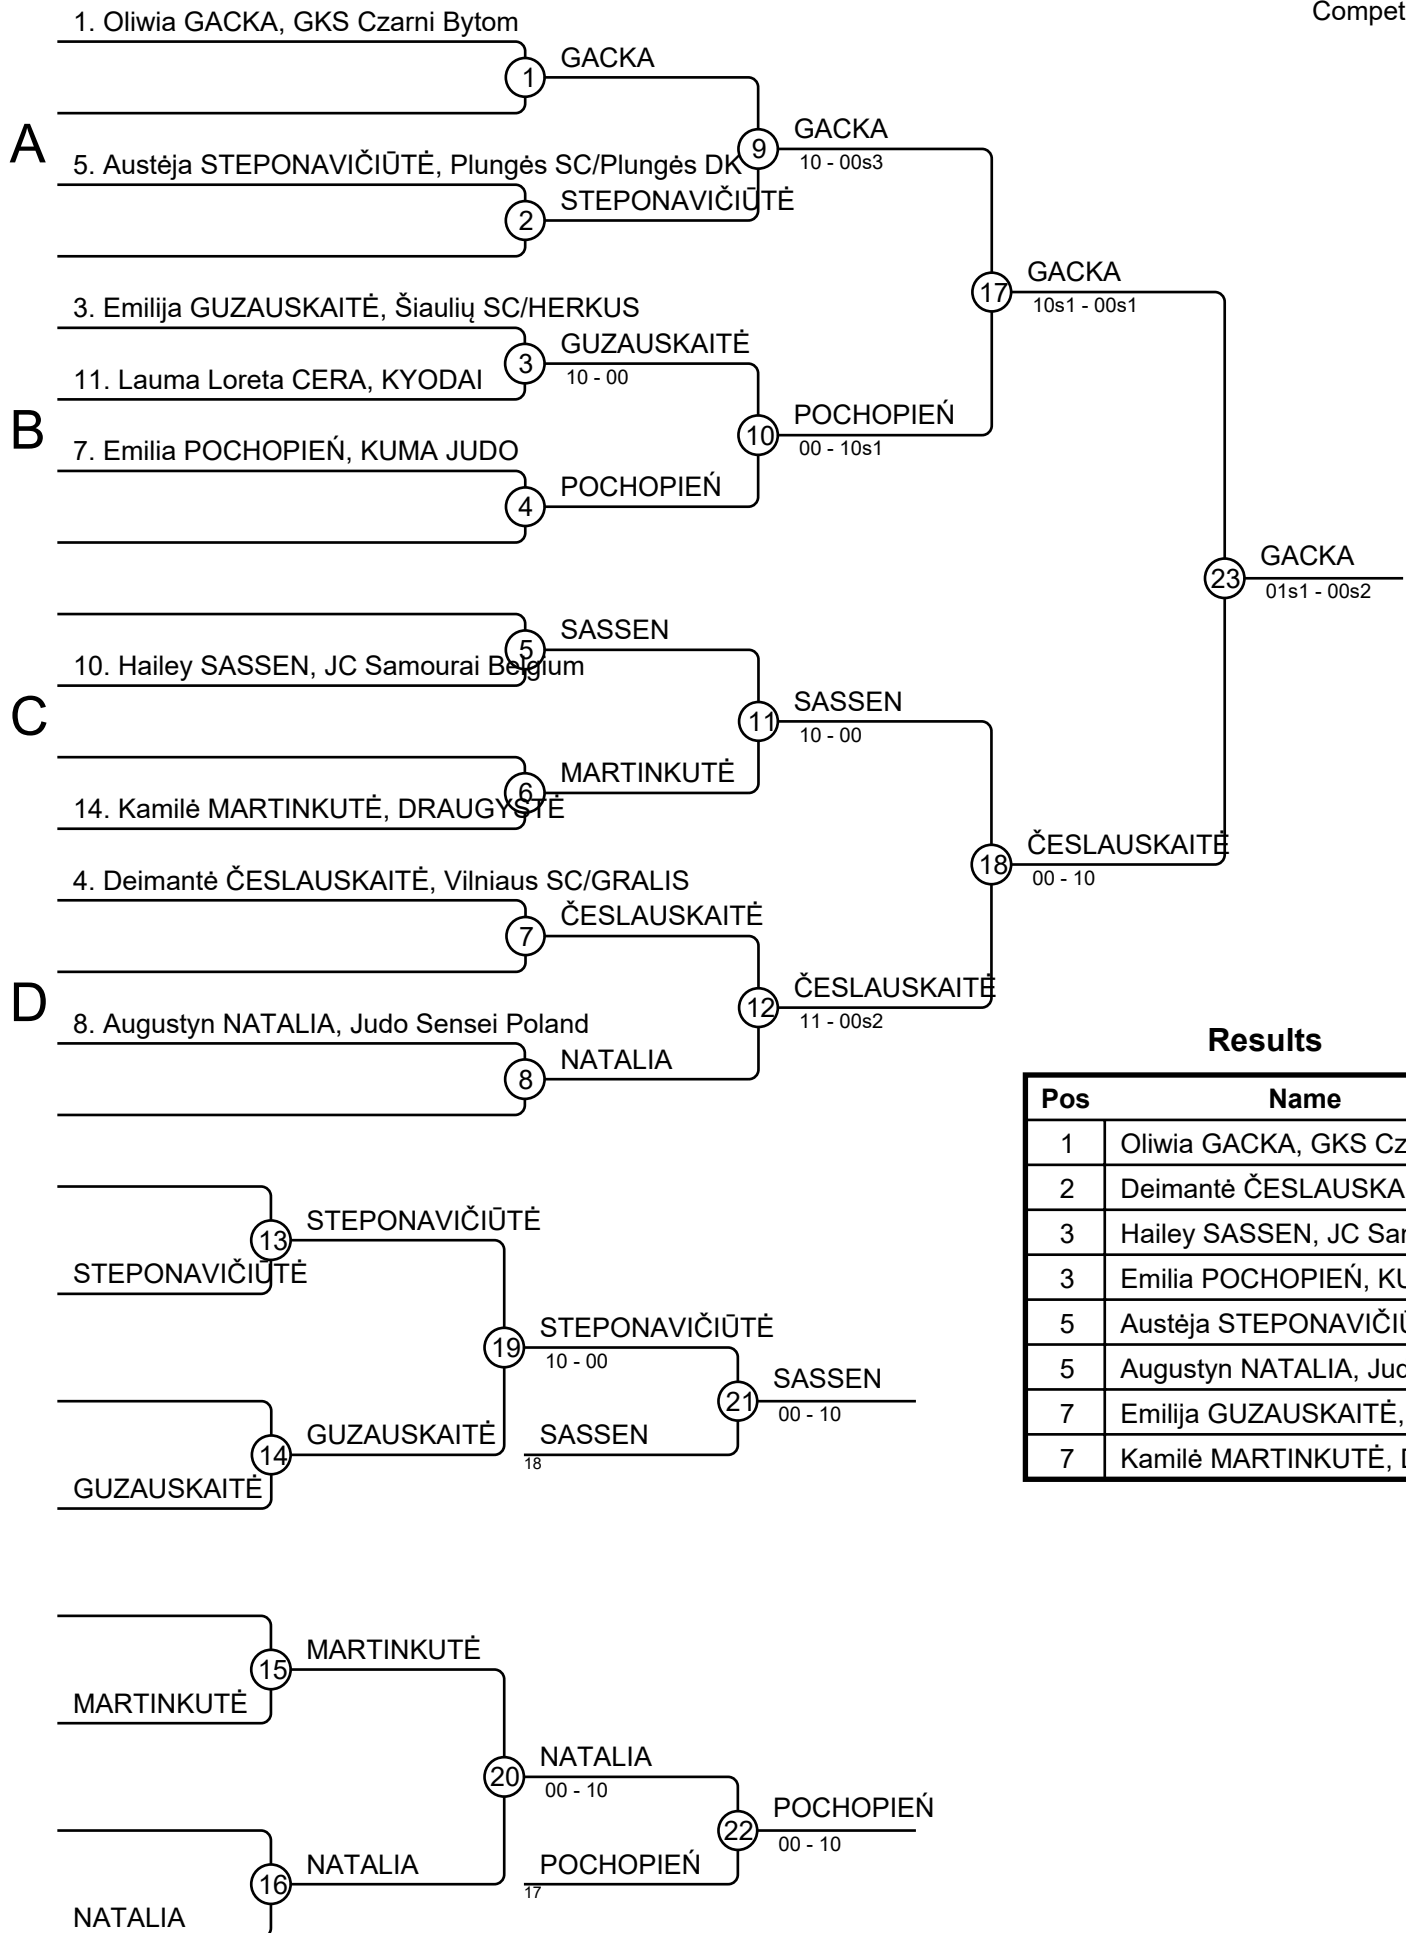 1. Oliwia GACKA, GKS Czarni Bytom
Compet
GACKA
1
A
GACKA
9
10 - 00s3
5. Austėja STEPONAVIČIŪTĖ, Plungės SC/Plungės DK
STEPONAVIČIŪTĖ
2
GACKA
17
10s1 - 00s1
3. Emilija GUZAUSKAITĖ, Šiaulių SC/HERKUS
GUZAUSKAITĖ
3
10 - 00
11. Lauma Loreta CERA, KYODAI
B
POCHOPIEŃ
10
00 - 10s1
7. Emilia POCHOPIEŃ, KUMA JUDO
POCHOPIEŃ
4
GACKA
23
01s1 - 00s2
SASSEN
5
10. Hailey SASSEN, JC Samourai Belgium
C
SASSEN
11
10 - 00
MARTINKUTĖ
6
14. Kamilė MARTINKUTĖ, DRAUGYSTĖ
ČESLAUSKAITĖ
18
00 - 10
4. Deimantė ČESLAUSKAITĖ, Vilniaus SC/GRALIS
ČESLAUSKAITĖ
7
D
ČESLAUSKAITĖ
12
11 - 00s2
8. Augustyn NATALIA, Judo Sensei Poland
NATALIA
8
Results
Pos Name
1 Oliwia GACKA, GKS Cz
2 Deimantė ČESLAUSKA
3 Hailey SASSEN, JC Sa
3 Emilia POCHOPIEŃ, KU
5 Austėja STEPONAVIČIŪ
5 Augustyn NATALIA, Jud
7 Emilija GUZAUSKAITĖ,
7 Kamilė MARTINKUTĖ, D
STEPONAVIČIŪTĖ
13
STEPONAVIČIŪTĖ
STEPONAVIČIŪTĖ
19
10 - 00
SASSEN
21
00 - 10
GUZAUSKAITĖ
14
SASSEN
18
GUZAUSKAITĖ
MARTINKUTĖ
15
MARTINKUTĖ
NATALIA
20
00 - 10
POCHOPIEŃ
22
00 - 10
NATALIA
16
POCHOPIEŃ
17
NATALIA